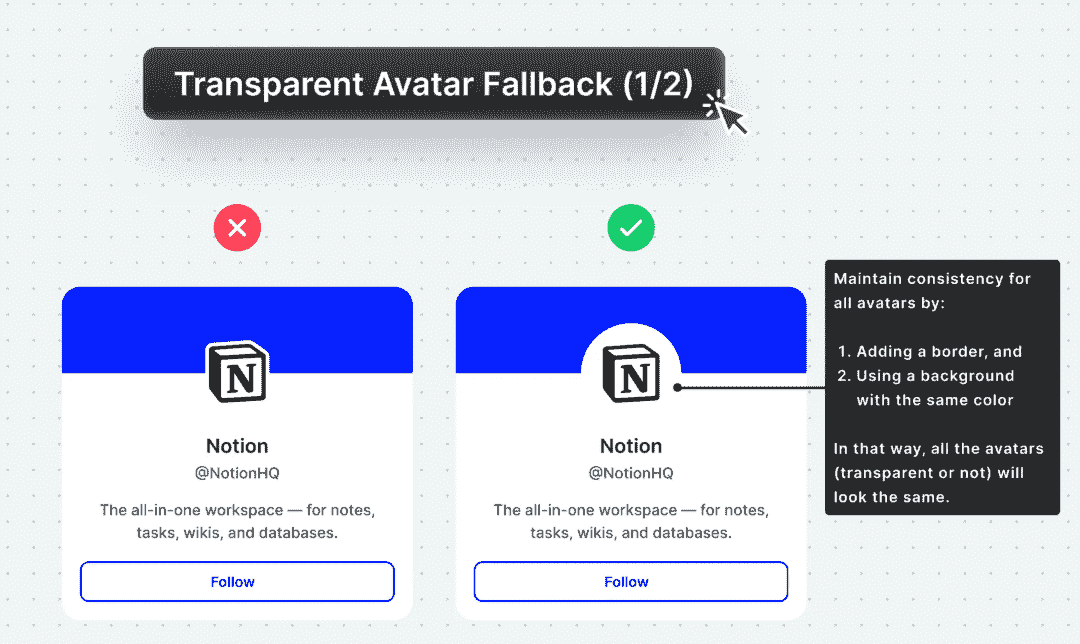 Transparent Avatar Fallback (1/2)
N
Notion
@NotionHQ
The all-in-one workspace — for notes,
tasks, wikis, and databases.
Follow
N
Notion
@NotionHQ
The all-in-one workspace — for notes,
tasks, wikis, and databases.
Follow
Maintain consistency for
all avatars by:
1. Adding a border, and
2. Using a background
with the same color
In that way, all the avatars
(transparent or not) will
look the same.